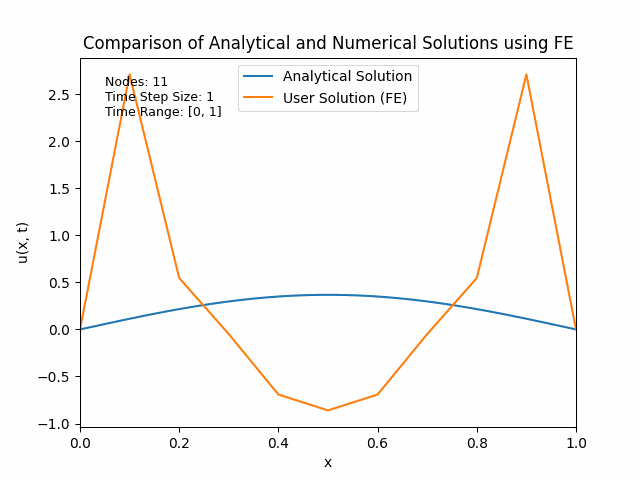 Comparison of Analytical and Numerical Solutions using FE
Nodes: 11
Time Step Size: 1
Time Range: [0, 1]
Analytical Solution
User Solution (FE)
u(x, t)
2.5
2.0
1.5
1.0
0.5
0.0
−0.5
−1.0
0.0 0.2 0.4 0.6 0.8 1.0
x